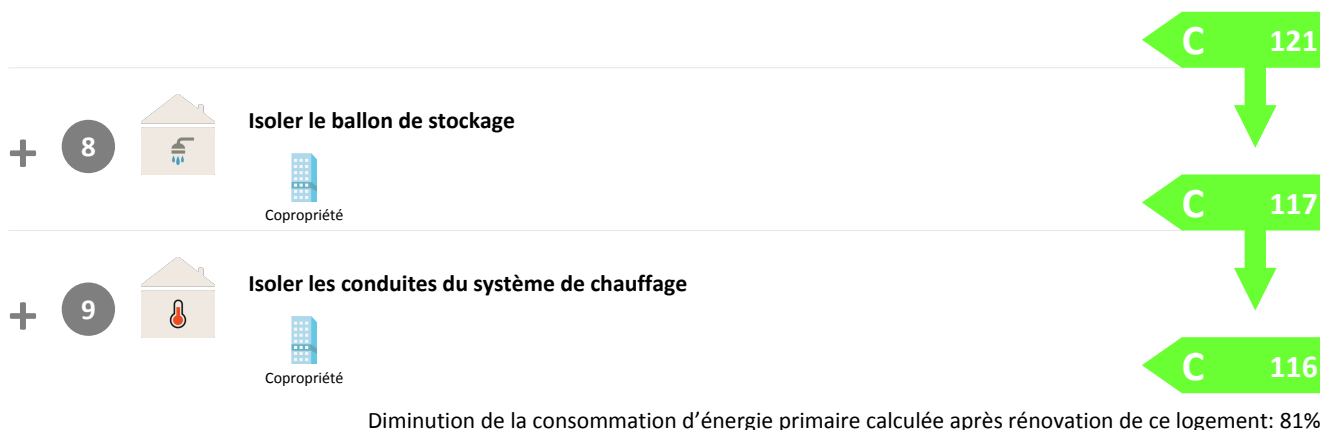 C 121
+ 8 Isoler le ballon de stockage
Copropriété
C 117
+ 9 Isoler les conduites du système de chauffage
Copropriété
C 116
Diminution de la consommation d’énergie primaire calculée après rénovation de ce logement: 81%